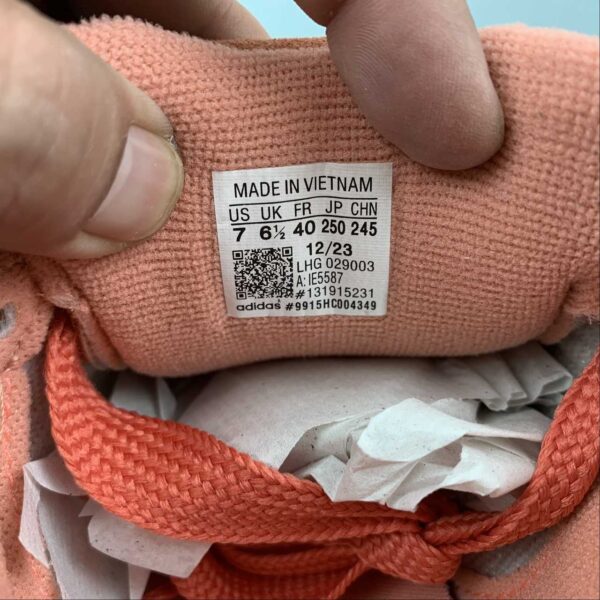 MADE IN VIETNAM
US UK FR JP CHN
7 6½ 40 250 245
12/23
LHG 029003
A: IE5587
#131915231
adidas #9915HC004349